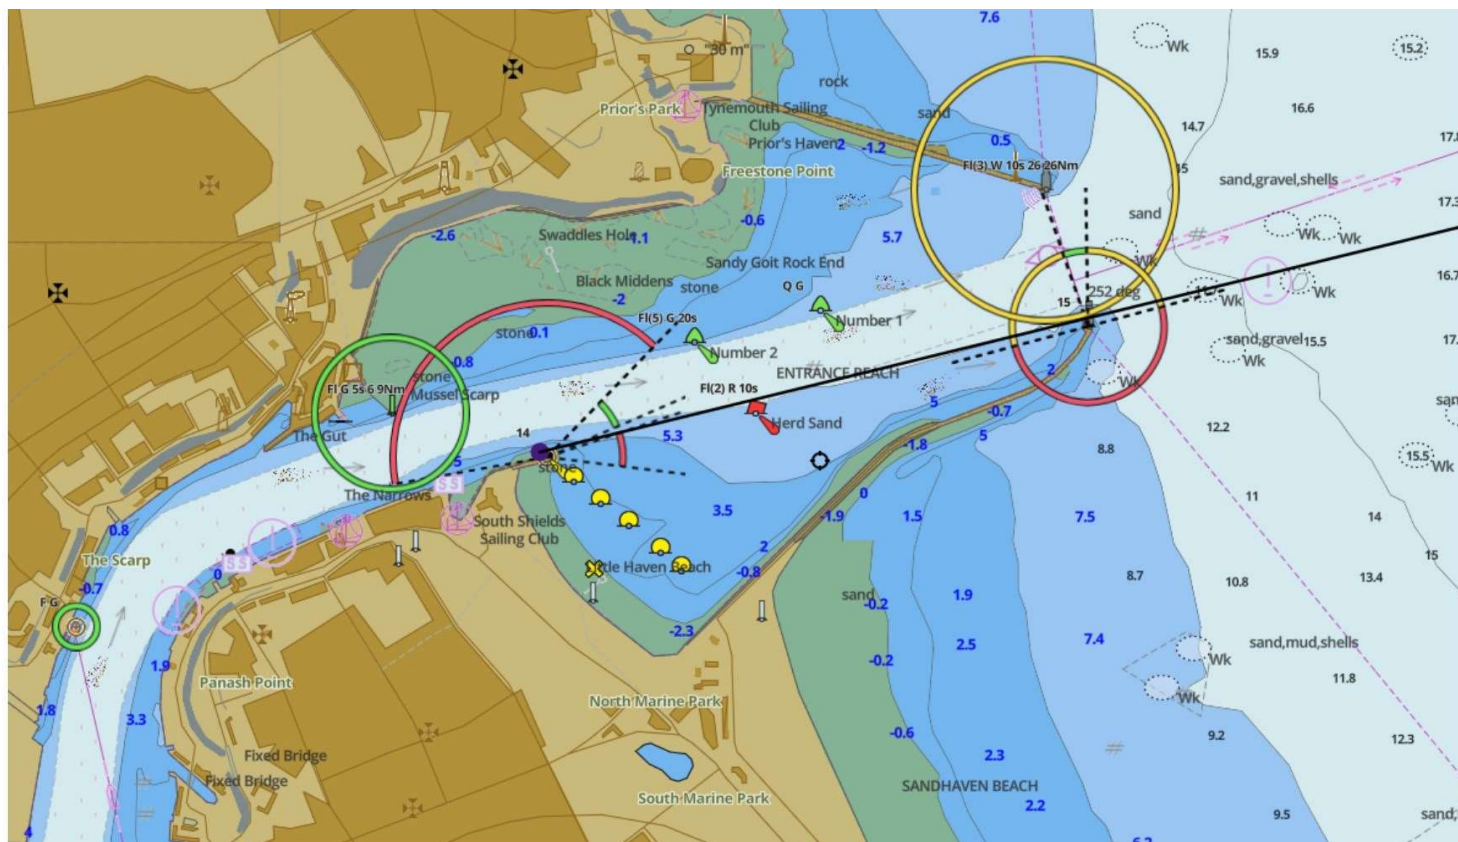 7.6
Wk
15.9
15.2
"30 m"
rock
Prior's Park
Tynemouth Sailing
Club
sand
16.6
14.7
17.8
Prior's Haven
2
-1.2
0.5
Fl(3) W 10s 26 26Nm
Freestone Point
sand,gravel,shells
17.3
-0.6
sand
-2.6
Swaddles Hole
-1.1
5.7
Wk
Wk
Wk
Sandy Goit Rock End
Black Middens
stone
-2
Q G
16.7
252 deg
15
Wk
Wk
Fl(5) G 20s
Number 1
stone
0.1
Number 2
sand,gravel
15.5
17.
Wk
-0.8
stone
ENTRANCE REACH
2
Wk
Fl G 5s 6 9Nm
Mussel Scarp
Fl(2) R 10s
5
-0.7
san
The Gut
14
5.3
Herd Sand
5
-1.8
8.8
12.2
5
stone
15.5
Wk
The Narrows
SS
0
11
South Shields
Sailing Club
3.5
-1.9
1.5
7.5
14
0.8
The Scarp
SS
2
15
0
-0.8
8.7
10.8
13.4
-0.7
F G
sand
-0.2
1.9
-2.3
7.4
sand,mud,shells
2.5
-0.2
Wk
1.9
Panash Point
11.8
1.8
3.3
North Marine Park
Wk
-0.6
9.2
12.3
Fixed Bridge
2.3
Fixed Bridge
South Marine Park
SANDHAVEN BEACH
2.2
9.5
sand,
4